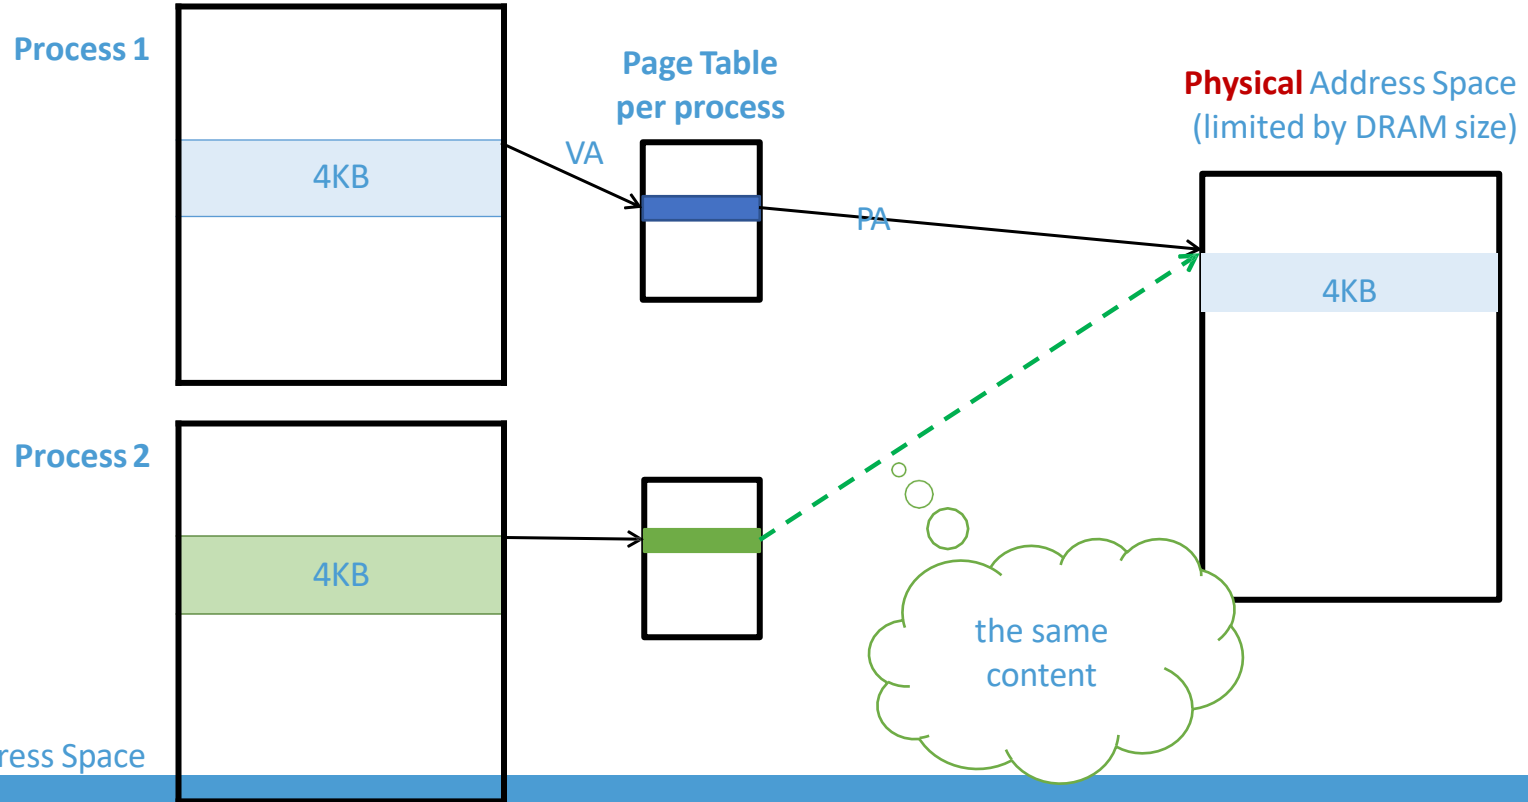 Process 1
4KB
Page Table
per process
VA
PA
Physical Address Space
(limited by DRAM size)
4KB
Process 2
4KB
the same
content
ress Space